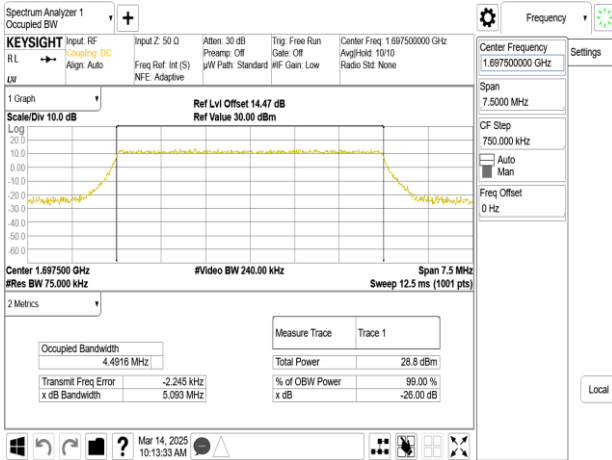 Spectrum Analyzer 1
Occupied BW
Frequency
KEYSIGHT
Input: RF
Coupling: DC
Align: Auto
Input Z: 50 Ω
Freq Ref: Int (S)
NFE: Adaptive
Atten: 30 dB
Preamp: Off
µW Path: Standard
Trig: Free Run
Gate: Off
#IF Gain: Low
Center Freq: 1.697500000 GHz
Avg|Hold: 10/10
Radio Std: None
RL
LXI
Center Frequency
1.697500000 GHz
Settings
Span
7.5000 MHz
CF Step
750.000 kHz
Auto
Man
Freq Offset
0 Hz
Local
1 Graph
Scale/Div 10.0 dB
Ref Lvl Offset 14.47 dB
Ref Value 30.00 dBm
Log
20.0
10.0
0.00
-10.0
-20.0
-30.0
-40.0
-50.0
-60.0
Center 1.697500 GHz
#Video BW 240.00 kHz
Span 7.5 MHz
#Res BW 75.000 kHz
Sweep 12.5 ms (1001 pts)
2 Metrics
Measure Trace
Trace 1
Occupied Bandwidth
4.4916 MHz
Total Power
28.8 dBm
Transmit Freq Error
-2.245 kHz
% of OBW Power
99.00 %
x dB Bandwidth
5.093 MHz
x dB
-26.00 dB
?
Mar 14, 2025
10:13:33 AM